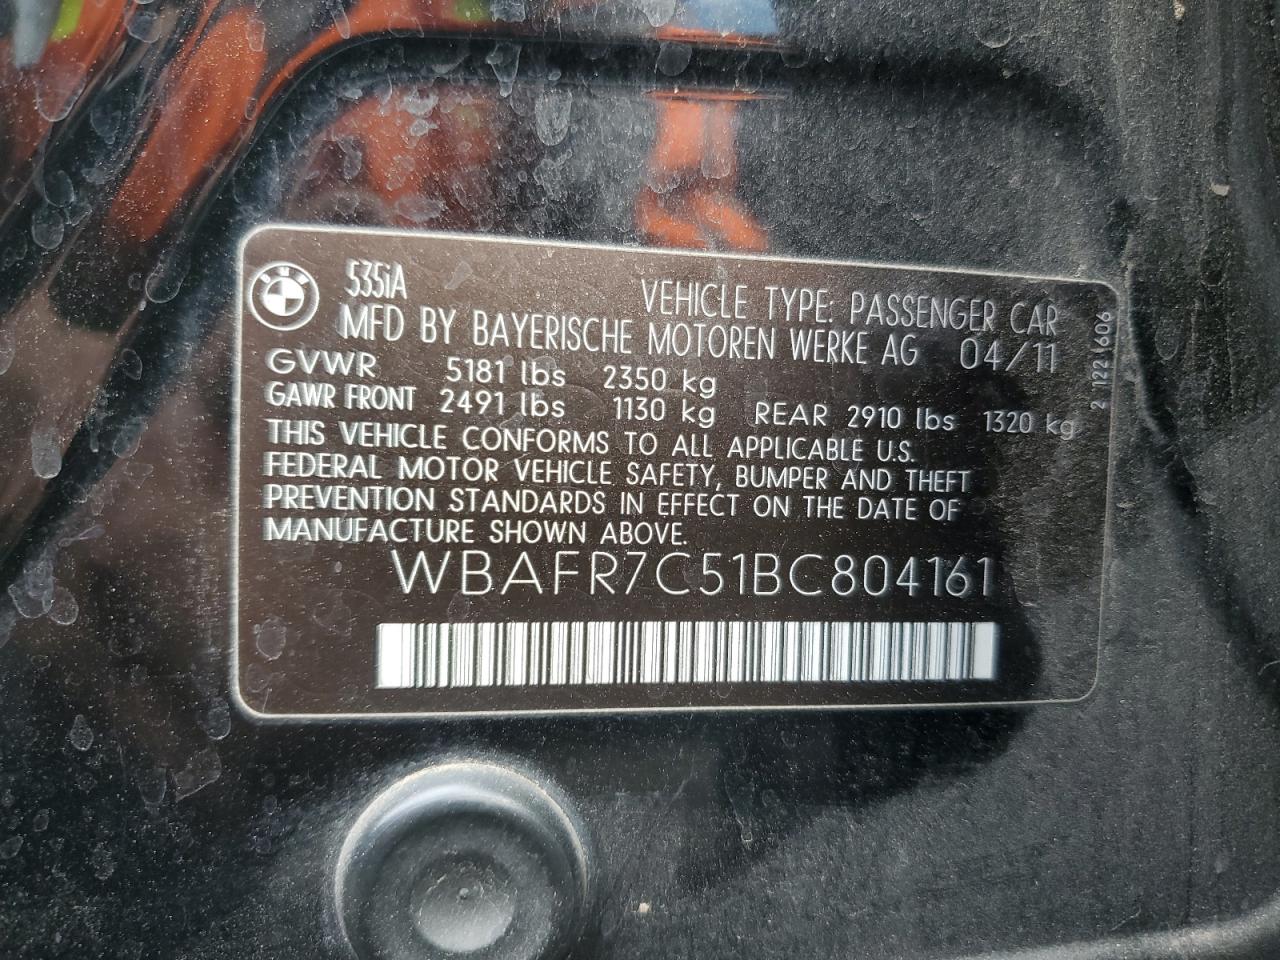 535iA
VEHICLE TYPE: PASSENGER CAR
MFD BY BAYERISCHE MOTOREN WERKE AG 04/11
GVWR 5181 lbs 2350 kg
GAWR FRONT 2491 lbs 1130 kg REAR 2910 lbs 1320 kg
THIS VEHICLE CONFORMS TO ALL APPLICABLE U.S.
FEDERAL MOTOR VEHICLE SAFETY, BUMPER AND THEFT
PREVENTION STANDARDS IN EFFECT ON THE DATE OF
MANUFACTURE SHOWN ABOVE.
WBAFR7C51BC804161
2 1221606